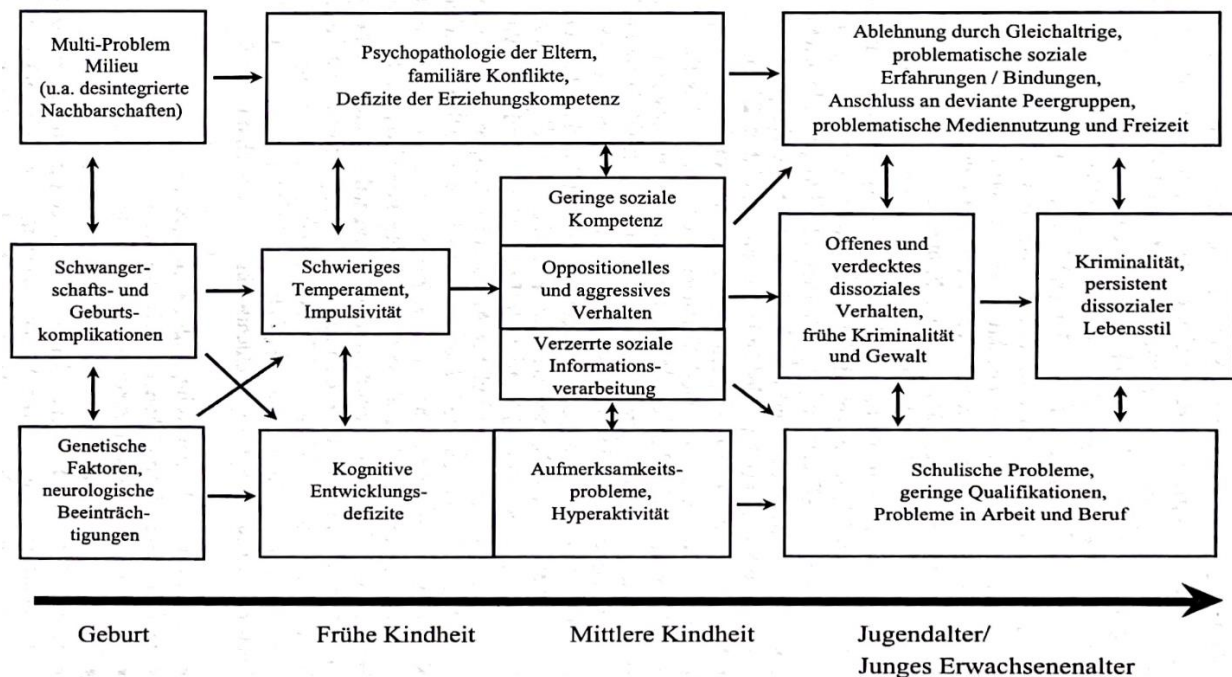 Multi-Problem
Milieu
(u.a. desintegrierte
Nachbarschaften)
Psychopathologie der Eltern,
familiäre Konflikte,
Defizite der Erziehungskompetenz
Ablehnung durch Gleichaltrige,
problematische soziale
Erfahrungen / Bindungen,
Anschluss an deviante Peergruppen,
problematische Mediennutzung und Freizeit
Schwanger-
schafts- und
Geburts-
komplikationen
Schwieriges
Temperament,
Impulsivität
Geringe soziale
Kompetenz
Oppositionelles
und aggressives
Verhalten
Verzerrte soziale
Informations-
verarbeitung
Offenes und
verdecktes
dissoziales
Verhalten,
frühe Kriminalität
und Gewalt
Kriminalität,
persistent
dissozialer
Lebensstil
Genetische
Faktoren,
neurologische
Beeinträch-
tigungen
Kognitive
Entwicklungs-
defizite
Aufmerksamkeits-
probleme,
Hyperaktivität
Schulische Probleme,
geringe Qualifikationen,
Probleme in Arbeit und Beruf
Geburt
Frühe Kindheit
Mittlere Kindheit
Jugendalter/
Junges Erwachsenenalter